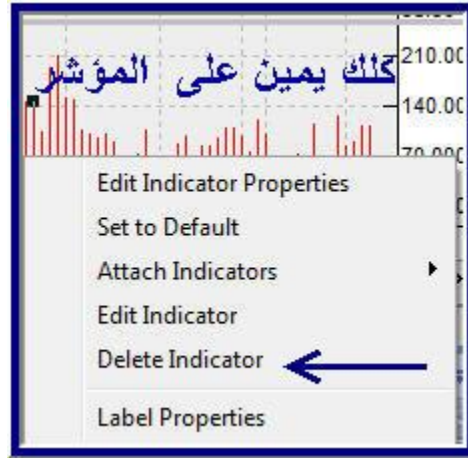 210.00
كلك يمين على المؤشر
140.00
Edit Indicator Properties
Set to Default
Attach Indicators
Edit Indicator
Delete Indicator
Label Properties